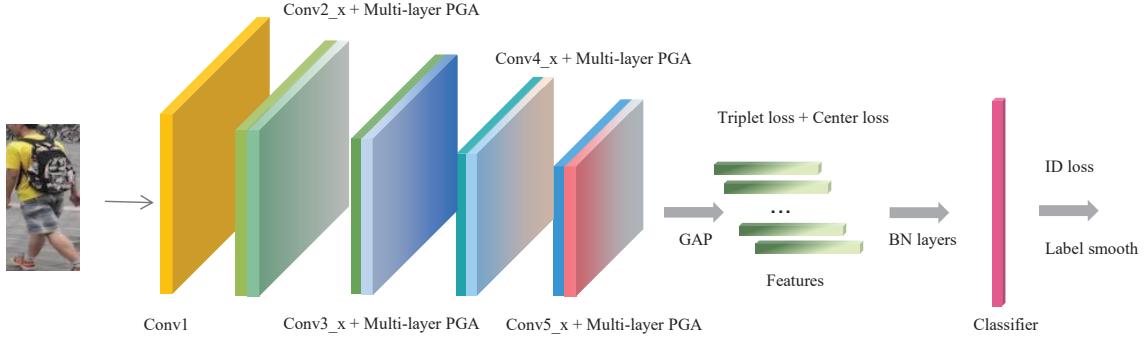 Conv2_x + Multi-layer PGA
Conv4_x + Multi-layer PGA
Triplet loss + Center loss
ID loss
...
GAP
BN layers
Label smooth
Features
Conv1
Conv3_x + Multi-layer PGA
Conv5_x + Multi-layer PGA
Classifier